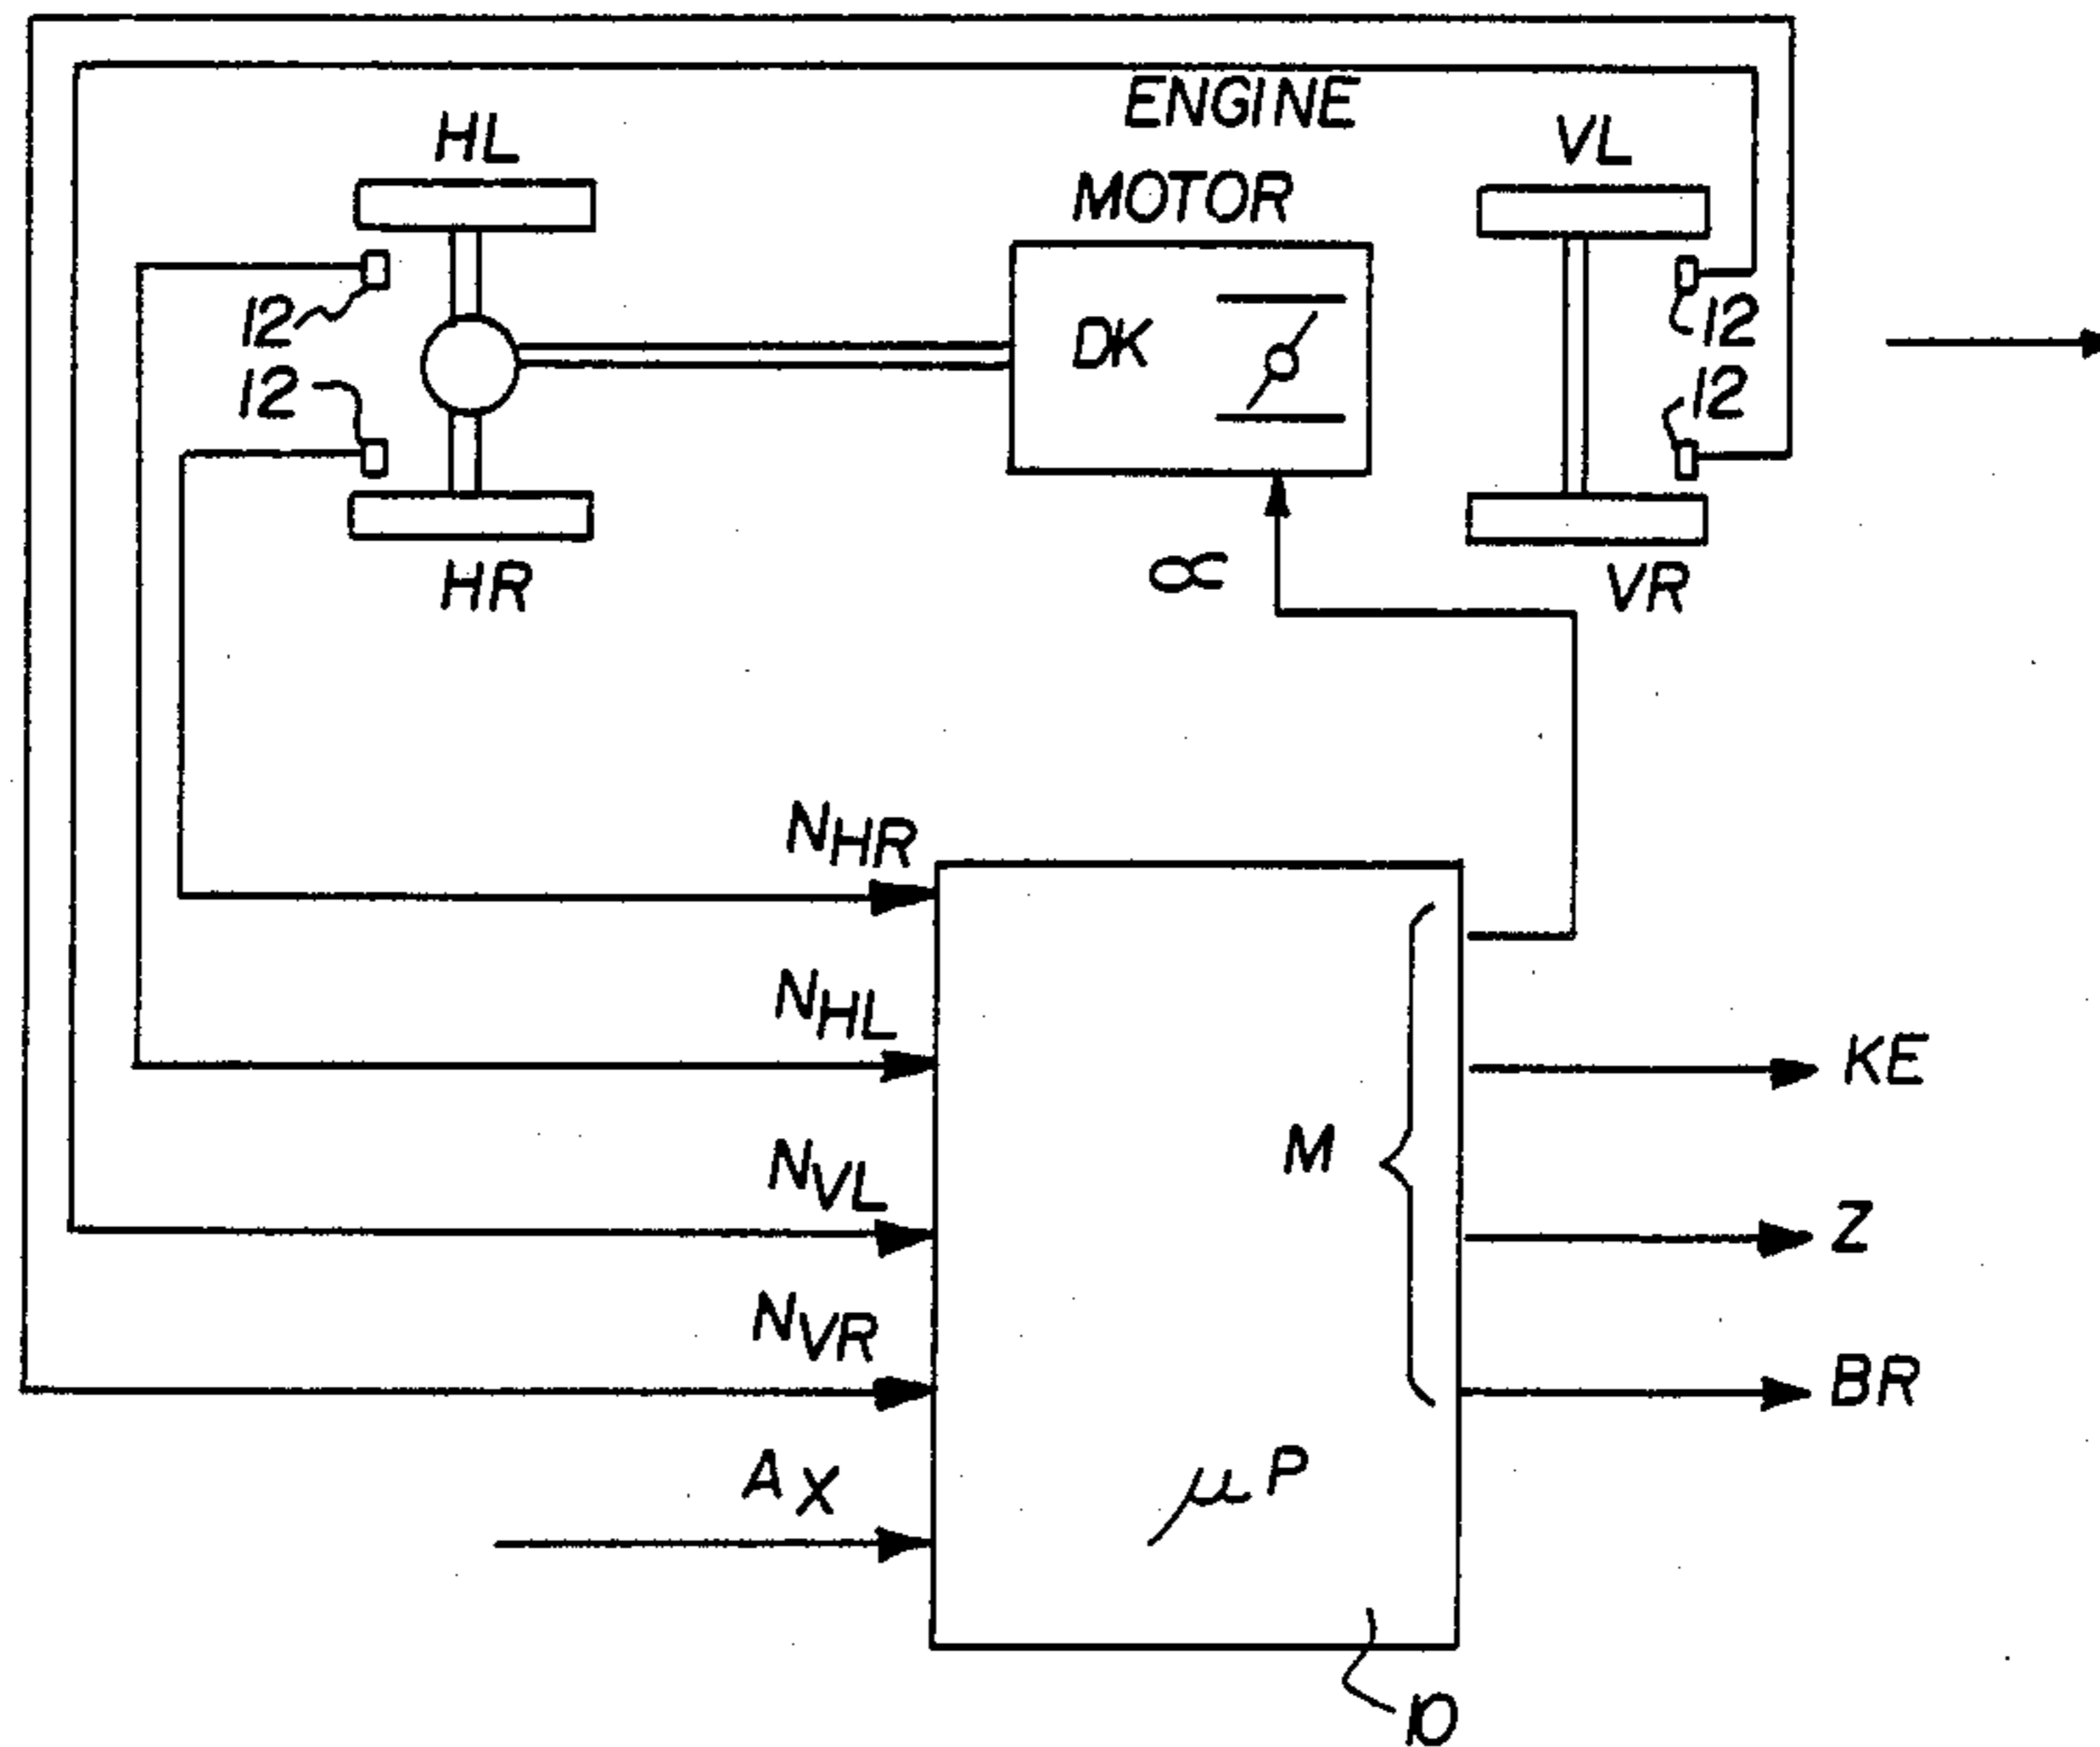 ENGINE
HL
VL
MOTOR
12
DK
12
12
12
α
HR
VR
NHR
NHL
KE
NVL
M
Z
NVR
BR
AX
μP
10